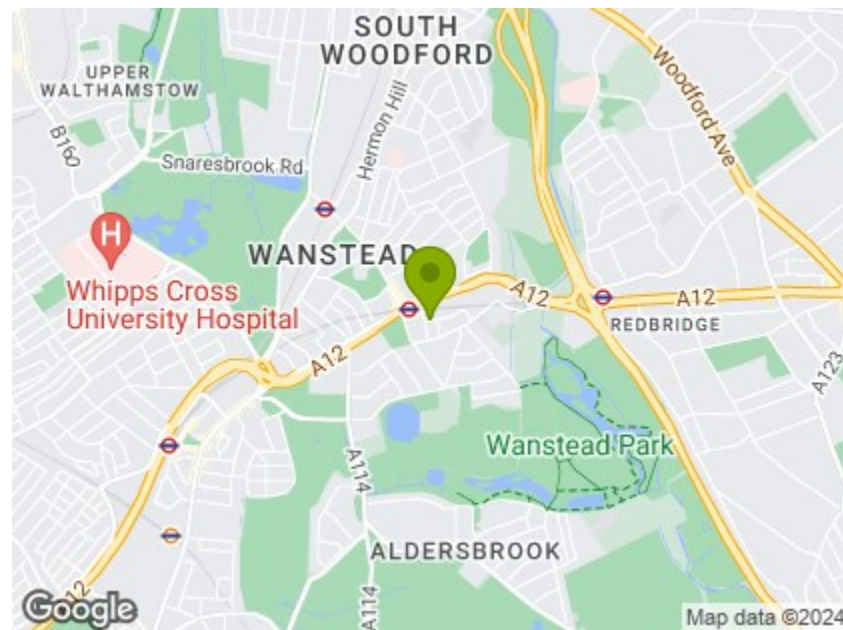 SOUTH
WOODFORD
UPPER
WALTHAMSTOW
B160
Snaresbrook Rd
Hermon Hill
Woodford Ave
H
Whipps Cross
University Hospital
WANSTEAD
A12
A12
REDBRIDGE
A12
A123
Wanstead Park
A114
ALDERSBROOK
A12
A114
Google
Map data ©2024